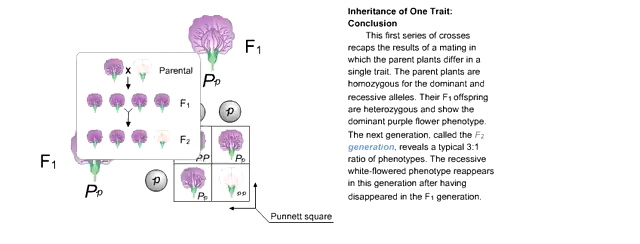 Inheritance of One Trait:
Conclusion
This first series of crosses
recaps the results of a mating in
which the parent plants differ in a
single trait. The parent plants are
homozygous for the dominant and
recessive alleles. Their F1 offspring
are heterozygous and show the
dominant purple flower phenotype.
The next generation, called the F2
generation, reveals a typical 3:1
ratio of phenotypes. The recessive
white-flowered phenotype reappears
in this generation after having
disappeared in the F1 generation.
F1
Pp
Parental
F1
F2
p
PP
Pp
F1
Pp
p
Pp
pp
Punnett square